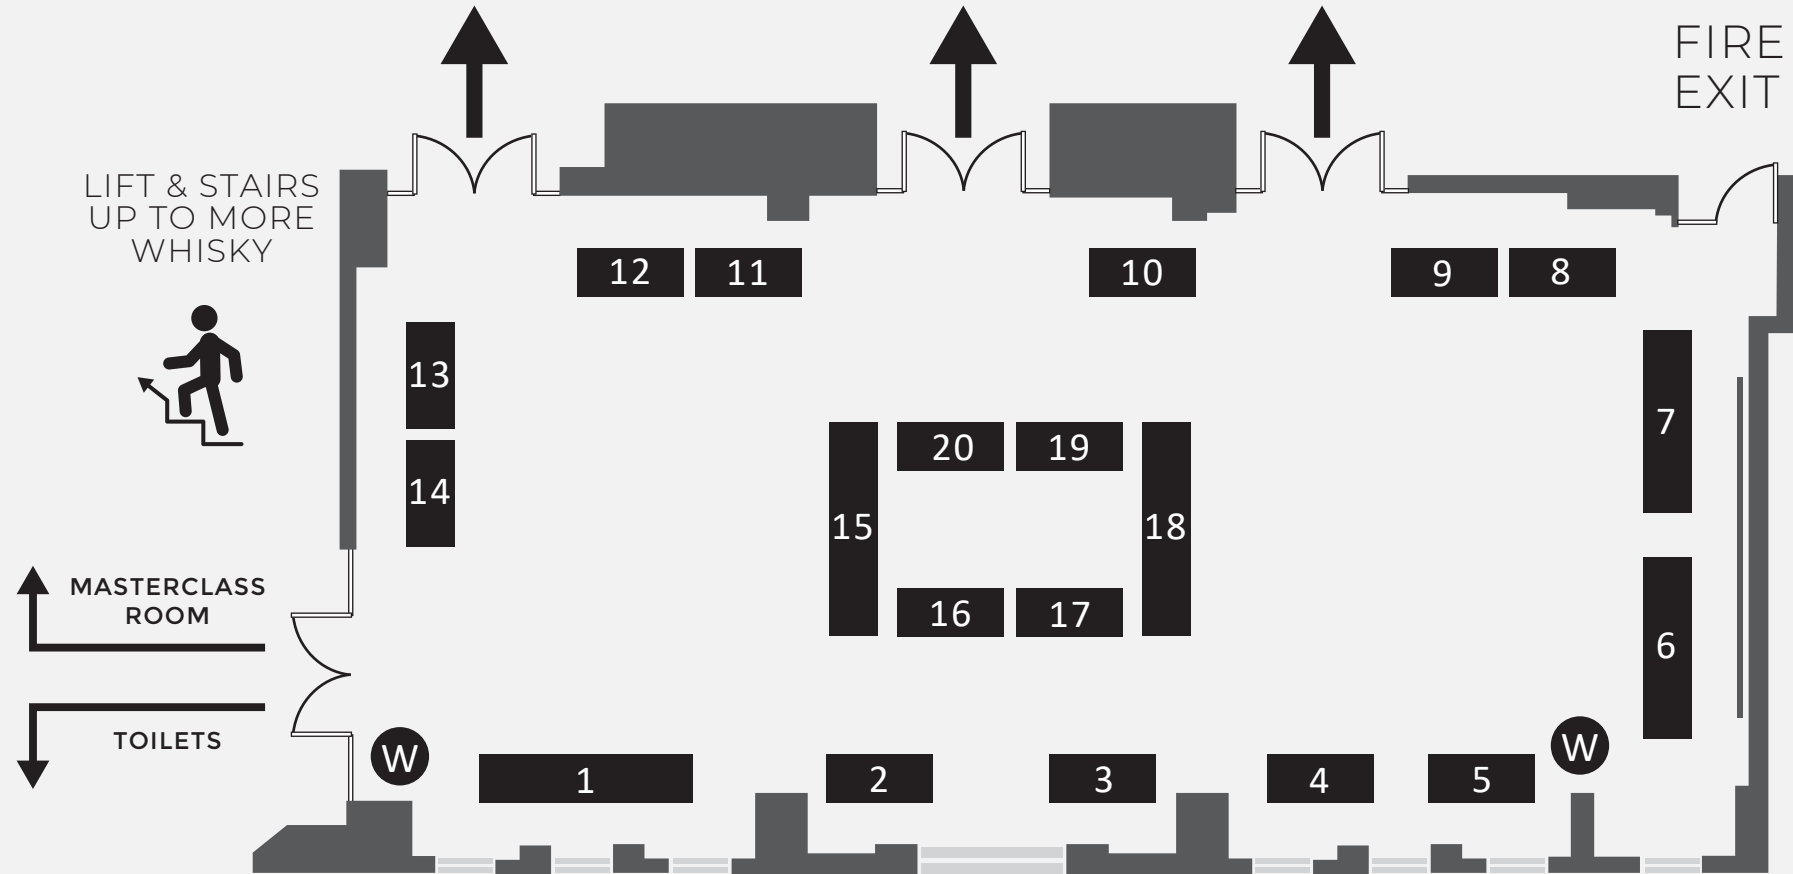 FIRE
EXIT
LIFT & STAIRS
UP TO MORE
WHISKY
12
11
10
9
8
13
7
14
20
19
15
18
16
17
MASTERCLASS
ROOM
6
TOILETS
W
W
1
2
3
4
5